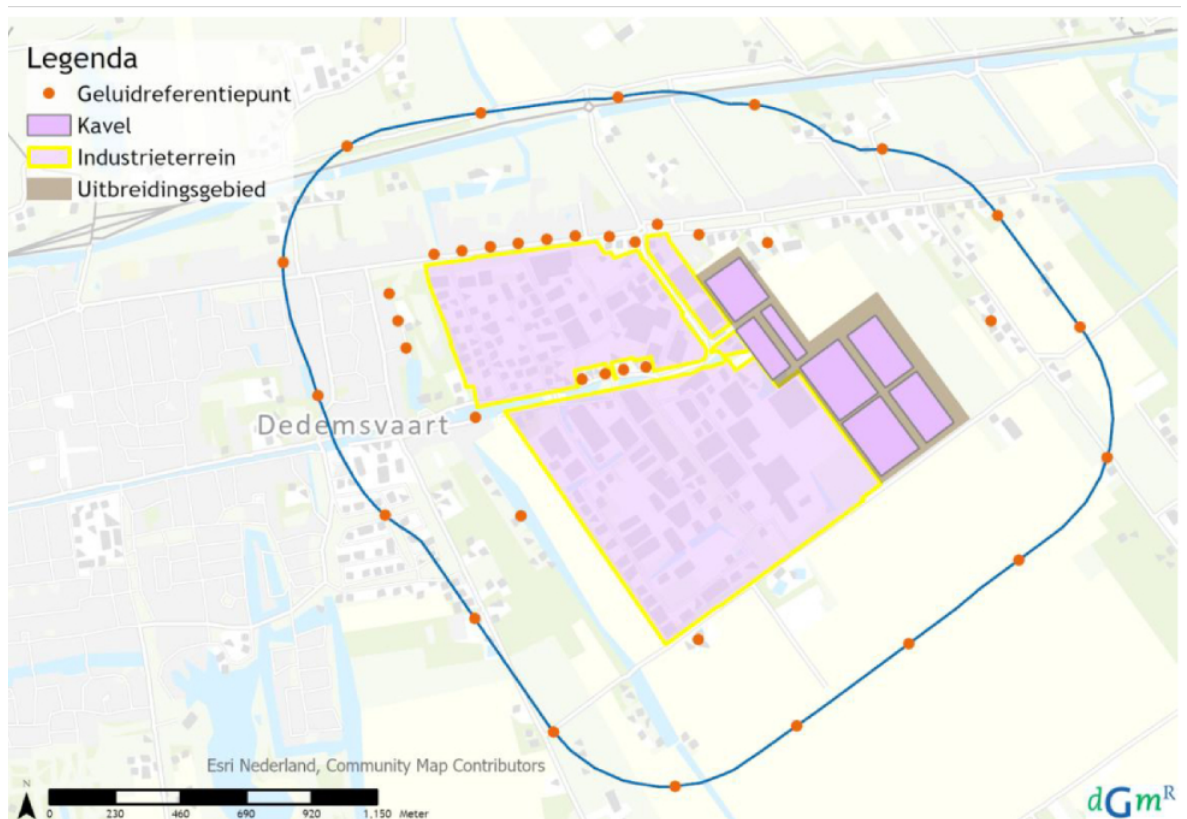 Legenda
Geluidreferentiepunt
Kavel
Industrieterrein
Uitbreidingsgebied
Dedemsvaart
Esri Nederland, Community Map Contributors
N
0 230 460 690 920 1,150 Meter
dGmR